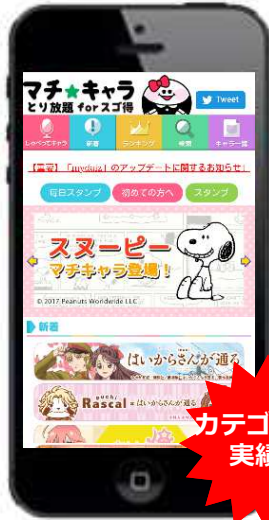 マチ★キャラ
とり放題 forスゴ得
Tweet
しゃべってキャラ 新着 ランキング 検索 キャラ一覧
【重要】「mydaiz」のアップデートに関するお知らせ!
毎日スタンプ 初めての方へ スタンプ
スヌーピー
マチキャラ登場!
© 2017 Peanuts Worldwide LLC
新着
はいからさんが通る
Rascal × はいからさんが通る
カテゴ
実績